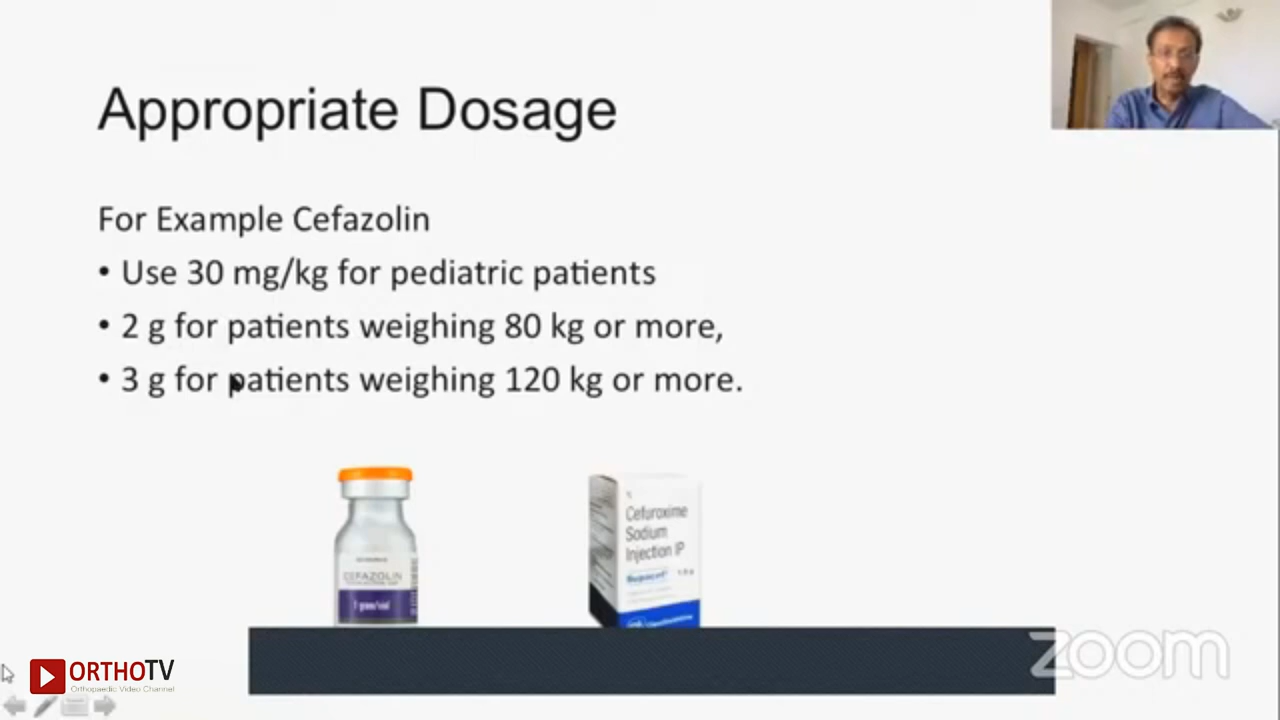 Appropriate Dosage
For Example Cefazolin
• Use 30 mg/kg for pediatric patients
• 2 g for patients weighing 80 kg or more,
• 3 g for patients weighing 120 kg or more.
CEFAZOLIN
Cefuroxime
Sodium
Injection IP
zoom
ORTHOTV
Orthopaedic Video Channel